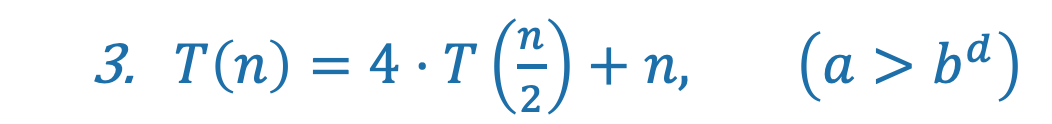 3. T(n) = 4 · T(n/2) + n, (a > b^d)